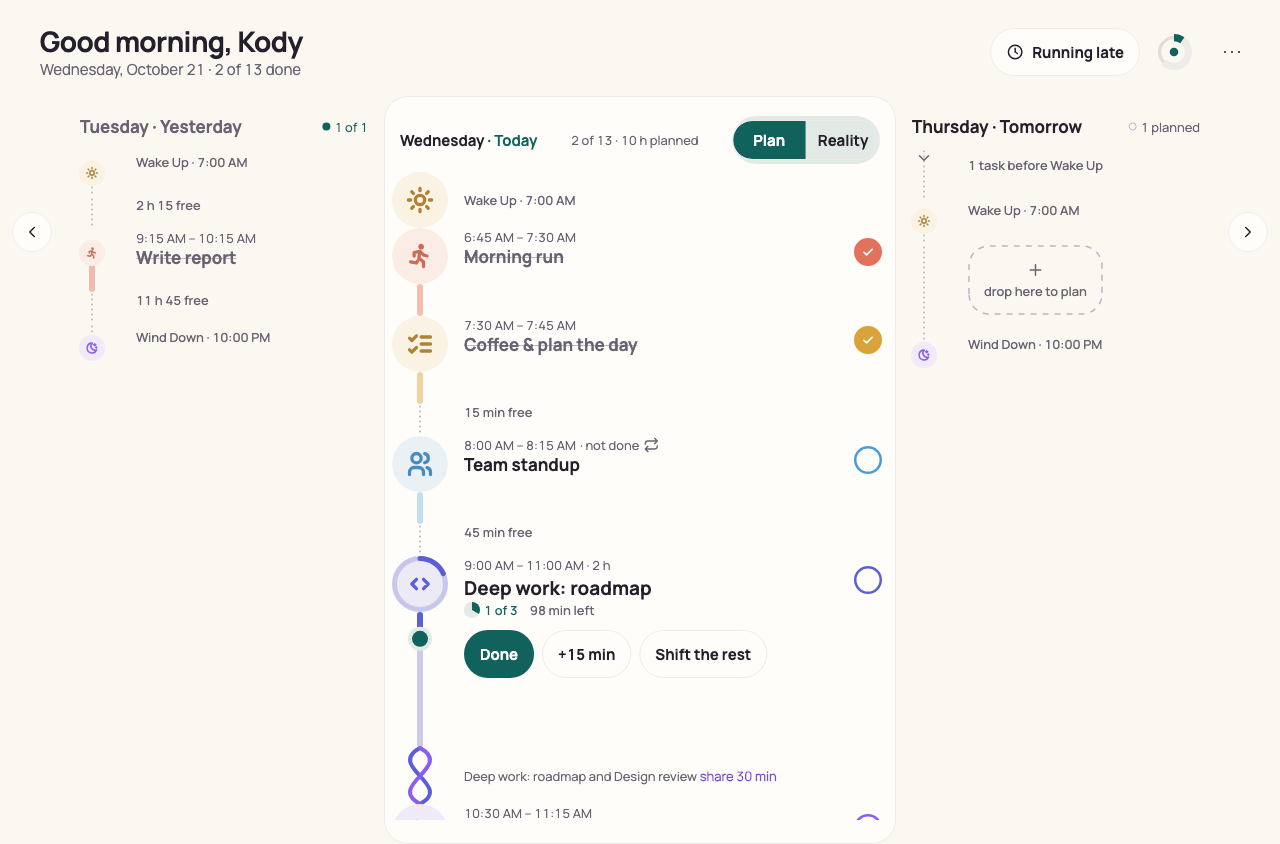 Good morning, Kody
Wednesday, October 21 · 2 of 13 done
Running late
Tuesday · Yesterday
1 of 1
Wake Up · 7:00 AM
2 h 15 free
9:15 AM – 10:15 AM
Write report
11 h 45 free
Wind Down · 10:00 PM
Wednesday · Today
2 of 13 · 10 h planned
Plan
Reality
Wake Up · 7:00 AM
6:45 AM – 7:30 AM
Morning run
7:30 AM – 7:45 AM
Coffee & plan the day
15 min free
8:00 AM – 8:15 AM · not done
Team standup
45 min free
9:00 AM – 11:00 AM · 2 h
Deep work: roadmap
1 of 3 98 min left
Done
+15 min
Shift the rest
Deep work: roadmap and Design review share 30 min
10:30 AM – 11:15 AM
Thursday · Tomorrow
1 planned
1 task before Wake Up
Wake Up · 7:00 AM
drop here to plan
Wind Down · 10:00 PM